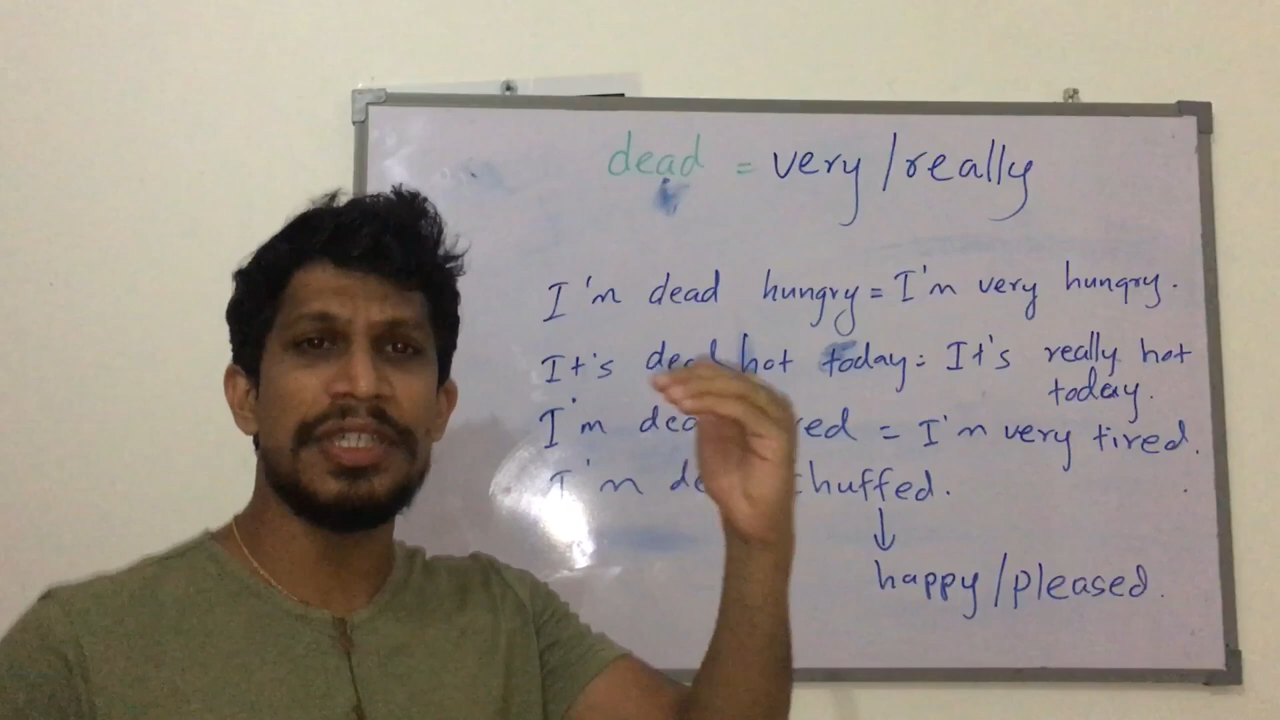 dead = very / really
I'm dead hungry = I'm very hungry.
It's dead hot today = It's really hot
today.
I'm = I'm very tired.
I'm chuffed.
↓
happy / pleased.